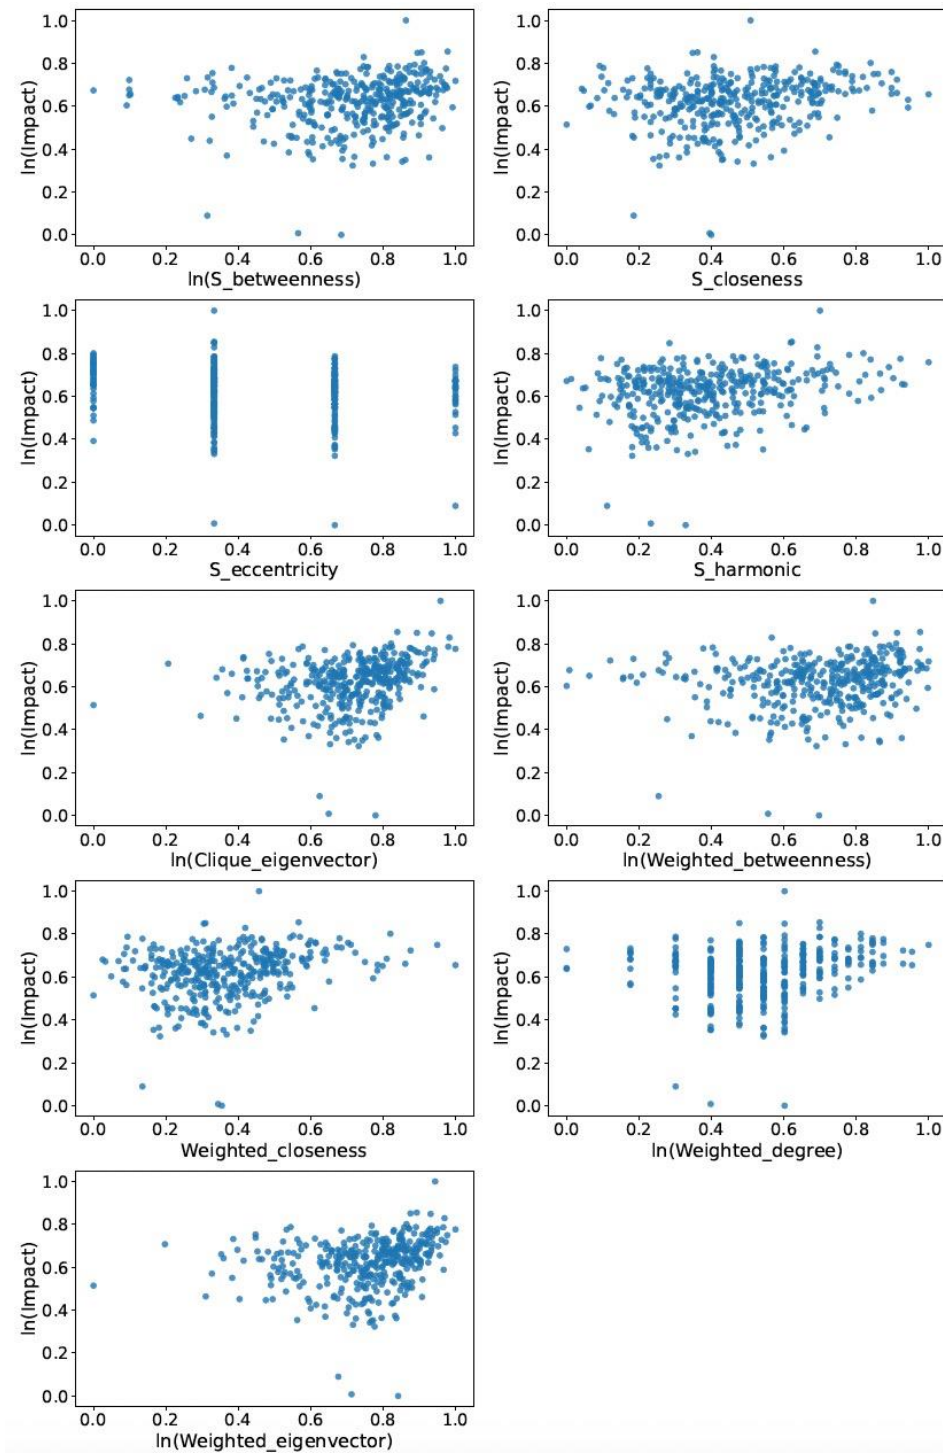 1.0
0.8
0.6
0.4
0.2
0.0
ln(Impact)
0.0 0.2 0.4 0.6 0.8 1.0
ln(S_betweenness)
1.0
0.8
0.6
0.4
0.2
0.0
ln(Impact)
0.0 0.2 0.4 0.6 0.8 1.0
S_closeness
1.0
0.8
0.6
0.4
0.2
0.0
ln(Impact)
0.0 0.2 0.4 0.6 0.8 1.0
S_eccentricity
1.0
0.8
0.6
0.4
0.2
0.0
ln(Impact)
0.0 0.2 0.4 0.6 0.8 1.0
S_harmonic
1.0
0.8
0.6
0.4
0.2
0.0
ln(Impact)
0.0 0.2 0.4 0.6 0.8 1.0
ln(Clique_eigenvector)
1.0
0.8
0.6
0.4
0.2
0.0
ln(Impact)
0.0 0.2 0.4 0.6 0.8 1.0
ln(Weighted_betweenness)
1.0
0.8
0.6
0.4
0.2
0.0
ln(Impact)
0.0 0.2 0.4 0.6 0.8 1.0
Weighted_closeness
1.0
0.8
0.6
0.4
0.2
0.0
ln(Impact)
0.0 0.2 0.4 0.6 0.8 1.0
ln(Weighted_degree)
1.0
0.8
0.6
0.4
0.2
0.0
ln(Impact)
0.0 0.2 0.4 0.6 0.8 1.0
ln(Weighted_eigenvector)